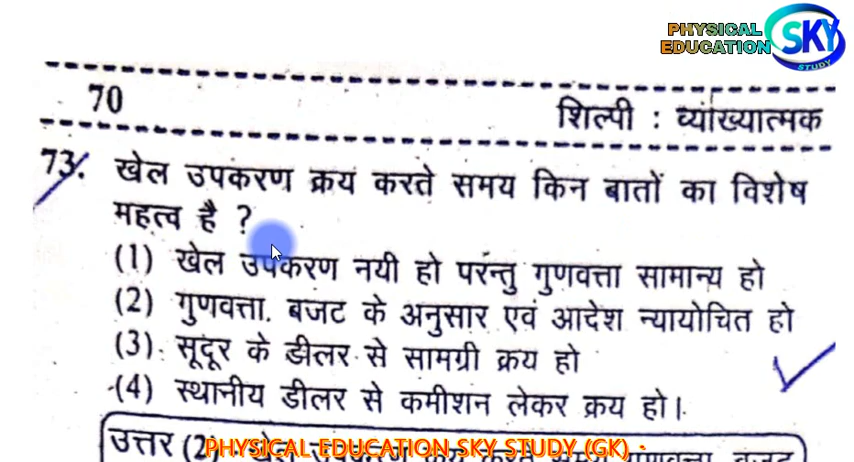 PHYSICAL
EDUCATION
SKY
STUDY
70
शिल्पी : व्याख्यात्मक
73. खेल उपकरण क्रय करते समय किन बातों का विशेष
महत्व है ?
(1) खेल उपकरण नयी हो परंन्तु गुणवत्ता सामान्य हो
(2) गुणवत्ता. बजट के अनुसार एवं आदेश न्यायोचित हो
(3) सूदूर के डीलर से सामग्री क्रय हो
(4) स्थानीय डीलर से कमीशन लेकर क्रय हो।
उत्तर (2)
PHYSICAL EDUCATION SKY STUDY (GK)